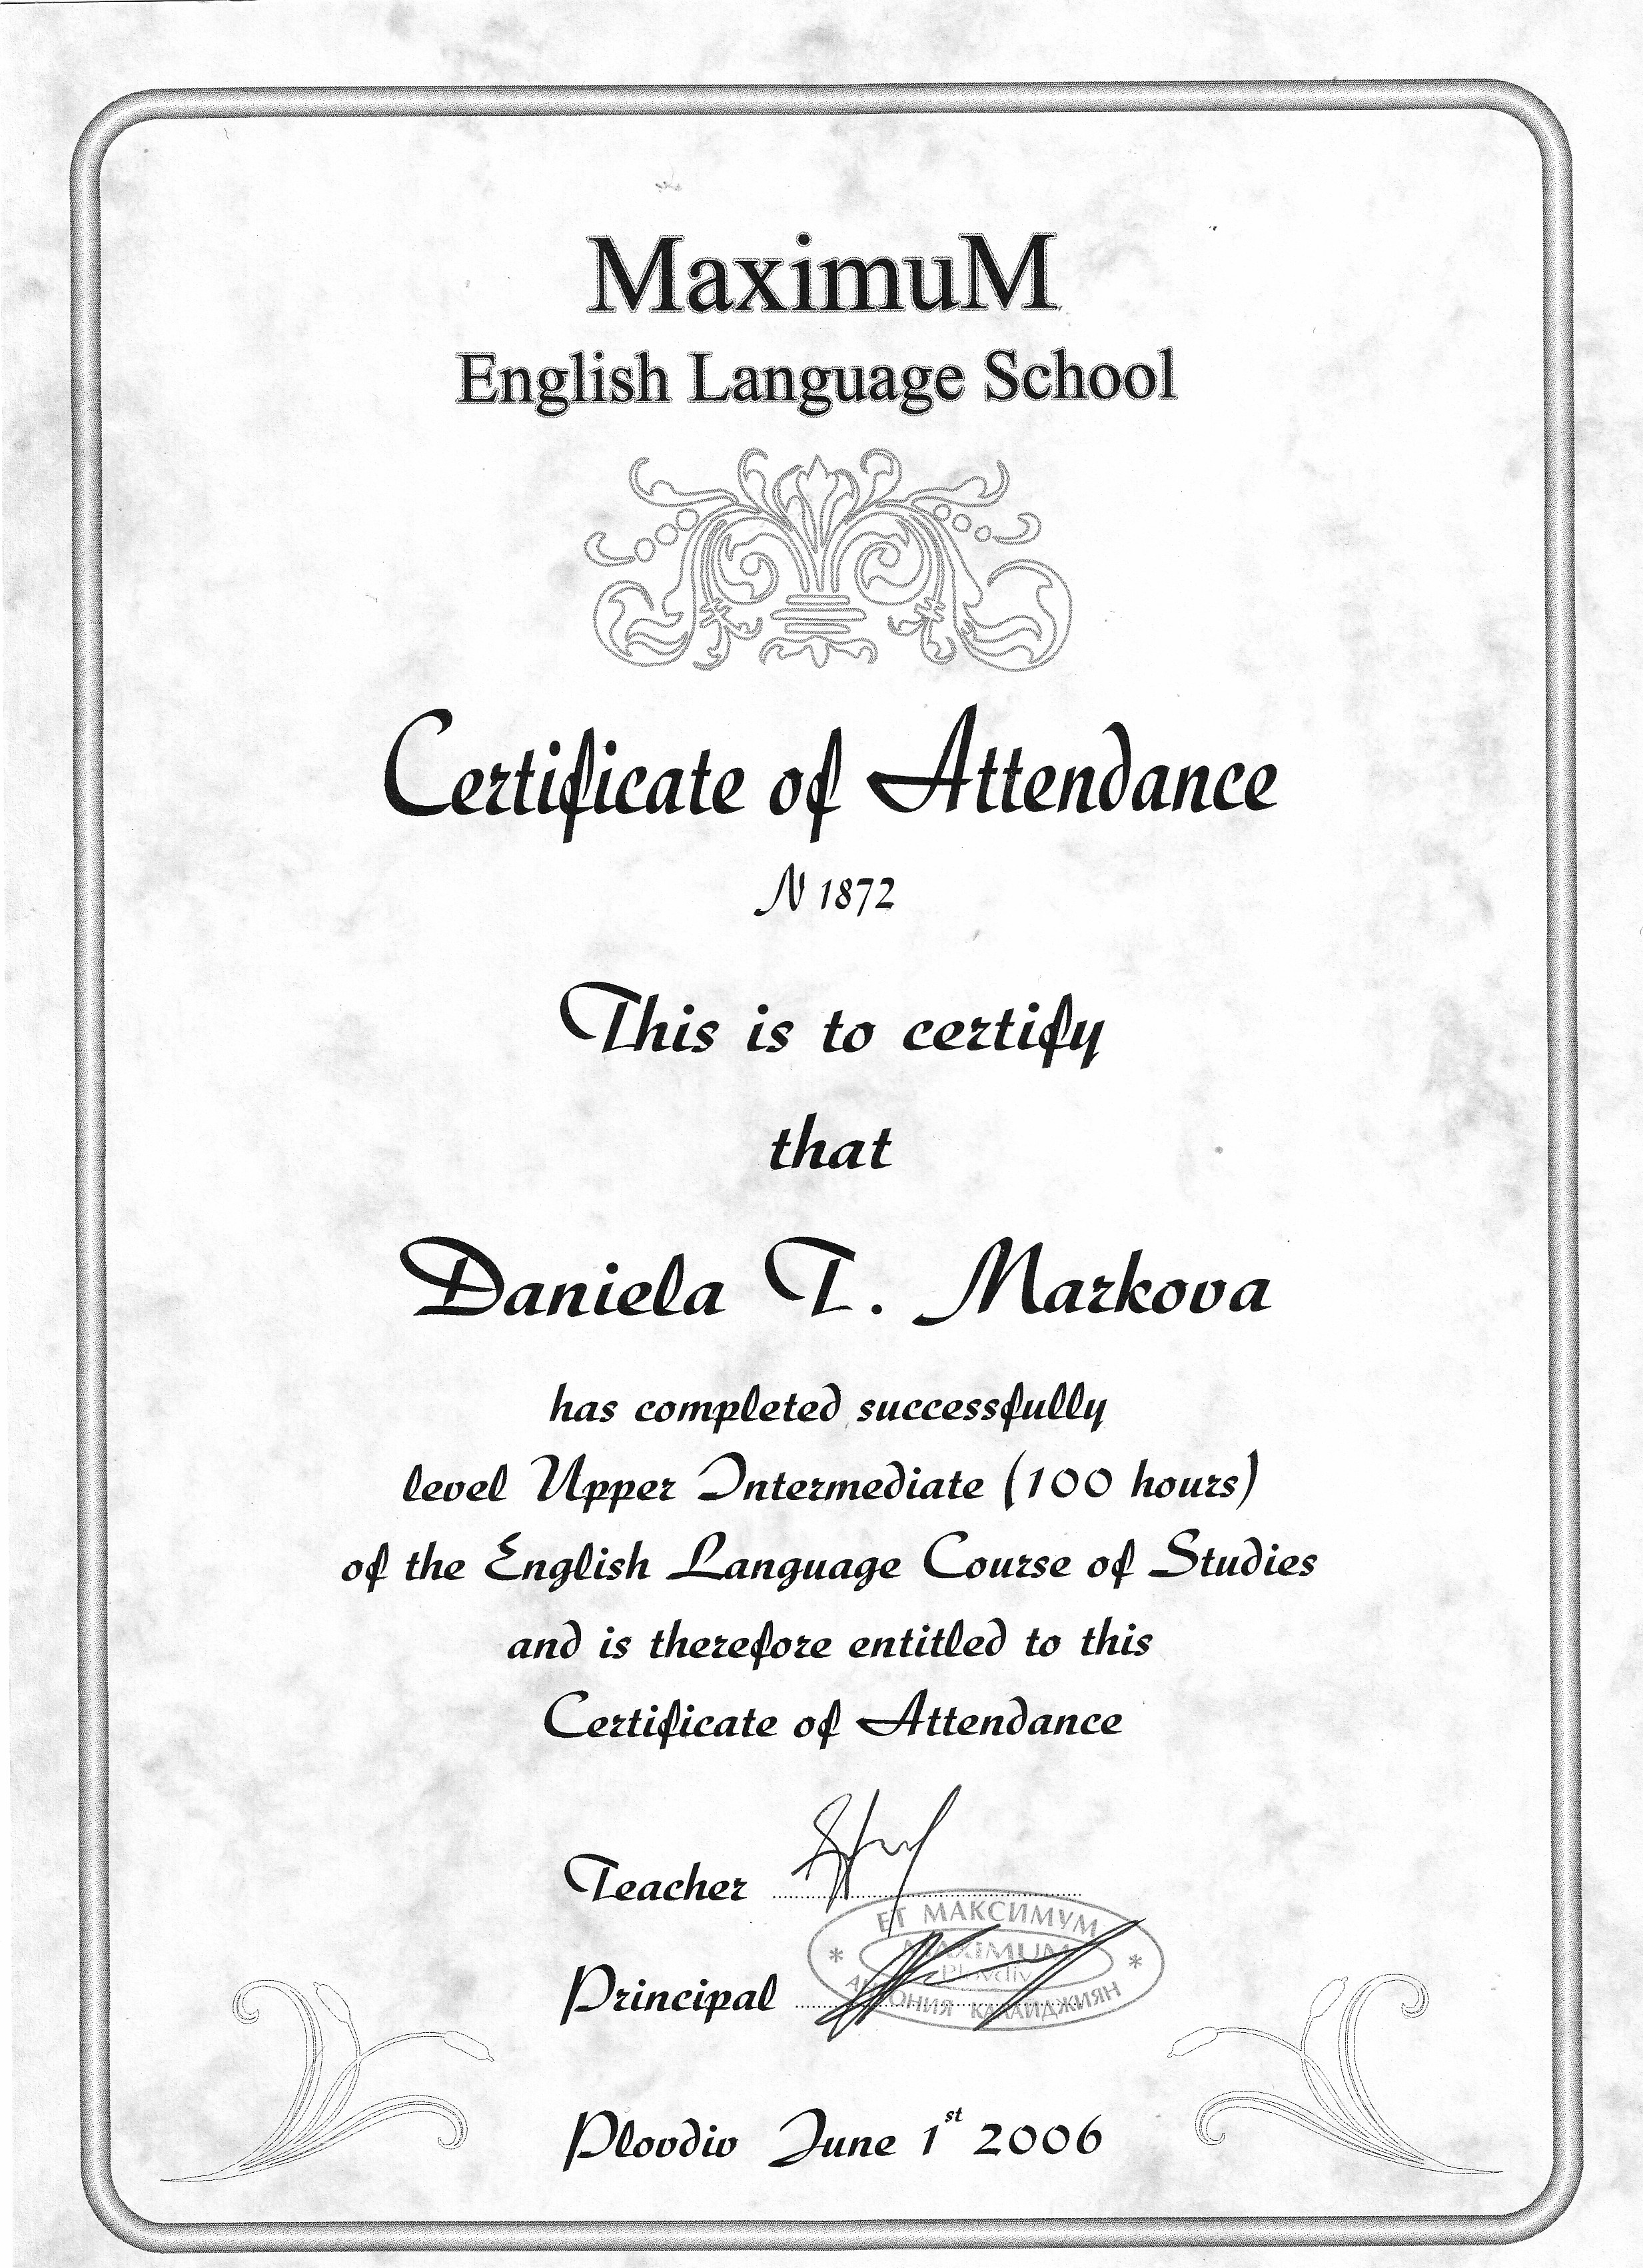 MaximuM
English Language School
Certificate of Attendance
N 1872
This is to certify
that
Daniela T. Markova
has completed successfully
level Upper Intermediate (100 hours)
of the English Language Course of Studies
and is therefore entitled to this
Certificate of Attendance
Teacher
ЕТ МАКСИМУМ
MAXIMUM
Plovdiv
КАЛАЙДЖИЯН
Principal
Plovdiv June 1st 2006